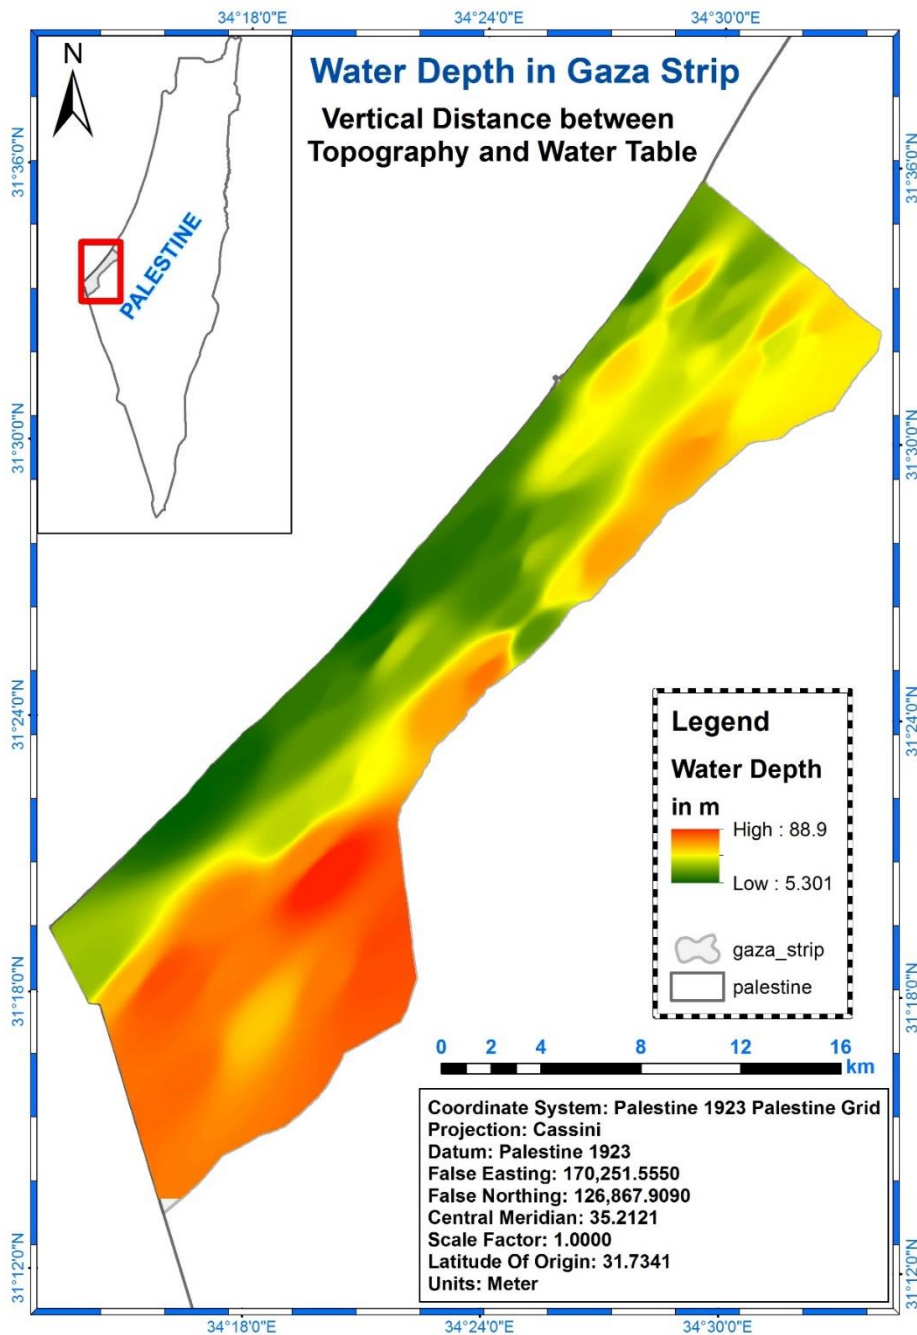 34°18'0"E
34°24'0"E
34°30'0"E
N
Water Depth in Gaza Strip
Vertical Distance between
Topography and Water Table
31°36'0"N
31°36'0"N
PALESTINE
31°30'0"N
31°30'0"N
31°24'0"N
31°24'0"N
Legend
Water Depth
in m
High : 88.9
Low : 5.301
gaza_strip
palestine
31°18'0"N
31°18'0"N
0 2 4 8 12 16
km
Coordinate System: Palestine 1923 Palestine Grid
Projection: Cassini
Datum: Palestine 1923
False Easting: 170,251.5550
False Northing: 126,867.9090
Central Meridian: 35.2121
Scale Factor: 1.0000
Latitude Of Origin: 31.7341
Units: Meter
31°12'0"N
31°12'0"N
34°18'0"E
34°24'0"E
34°30'0"E